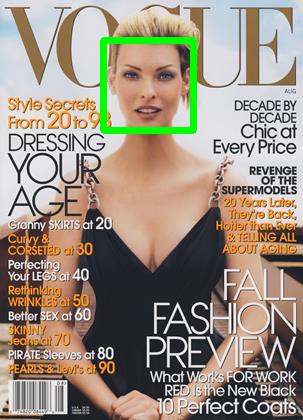 VOGUE
AUG
Style Secrets
From 20 to 93
DRESSING
YOUR
AGE
Granny SKIRTS at 20
Curvy &
CORSETED at 30
Perfecting
Your LEGS at 40
Rethinking
WRINKLES at 50
Better SEX at 60
SKINNY
Jeans at 70
PIRATE Sleeves at 80
PEARLS & Levi's at 90
DECADE BY
DECADE
Chic at
Every Price
REVENGE
OF THE
SUPERMODELS
20 Years Later,
They're Back,
Hotter than Ever
& TELLING ALL
ABOUT AGING
FALL
FASHION
PREVIEW
What Works FOR WORK
RED Is the New Black
10 Perfect Coats